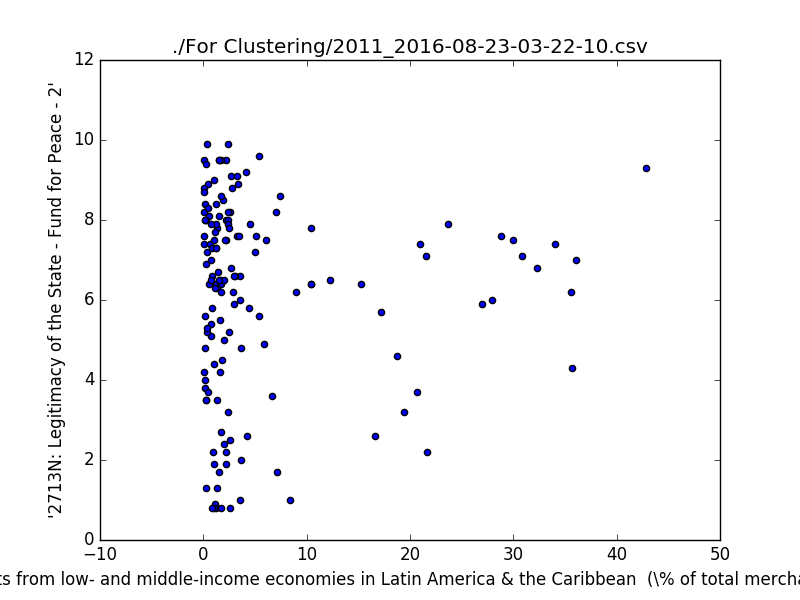 ./For Clustering/2011_2016-08-23-03-22-10.csv
'2713N: Legitimacy of the State - Fund for Peace - 2'
12
10
8
6
4
2
0
−10 0 10 20 30 40 50
from low- and middle-income economies in Latin America & the Caribbean (\% of total